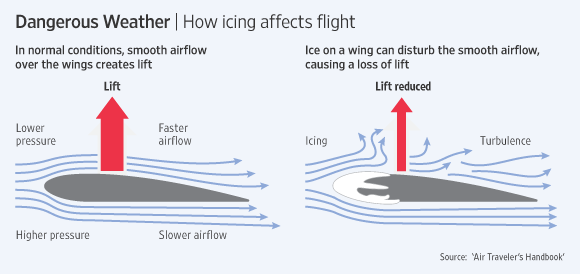 Dangerous Weather | How icing affects flight
In normal conditions, smooth airflow
over the wings creates lift
Lift
Lower
pressure
Faster
airflow
Higher pressure
Slower airflow
Ice on a wing can disturb the smooth airflow,
causing a loss of lift
Lift reduced
Icing
Turbulence
Source: ‘Air Traveler’s Handbook’